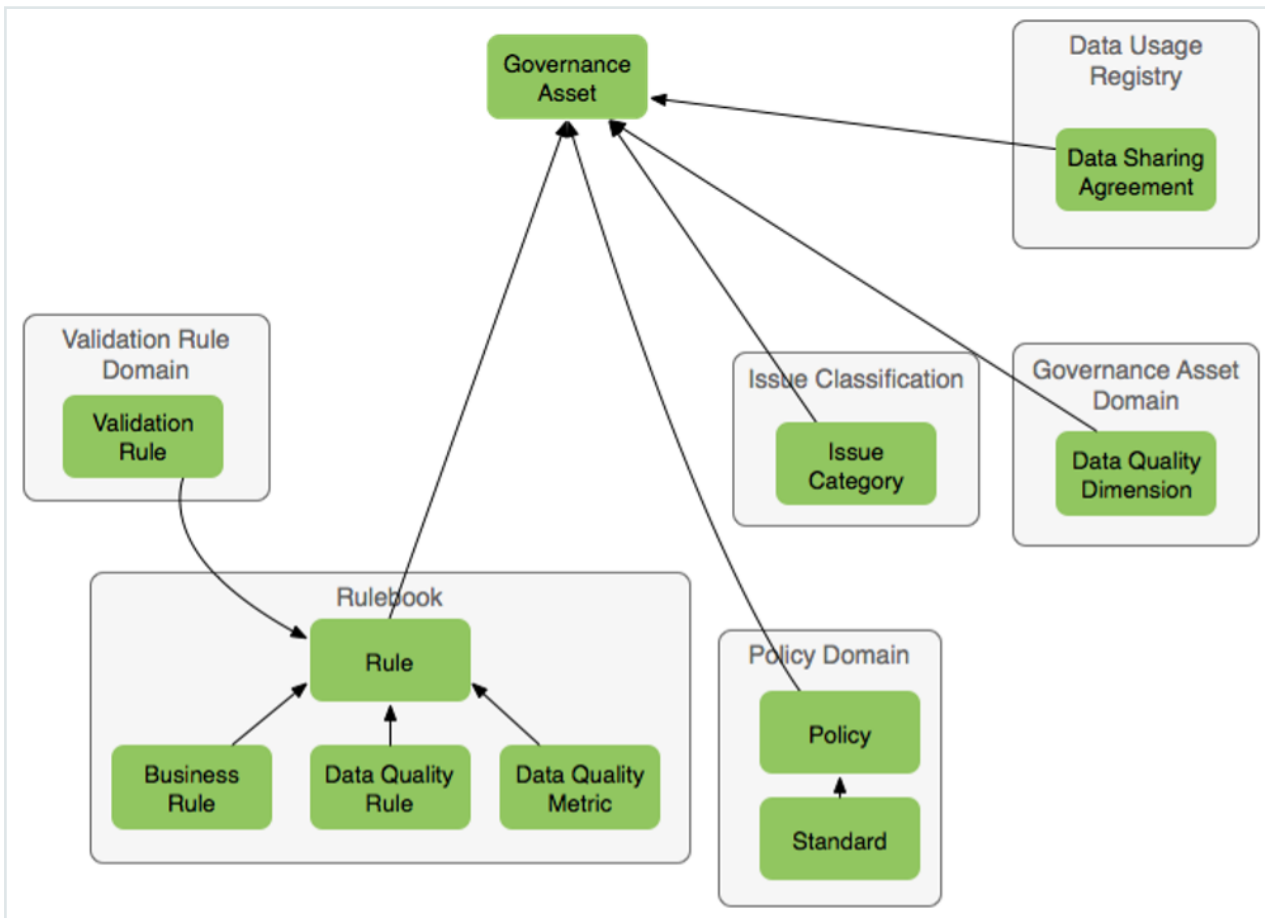 Governance
Asset
Data Usage
Registry
Data Sharing
Agreement
Validation Rule
Domain
Validation
Rule
Issue Classification
Issue
Category
Governance Asset
Domain
Data Quality
Dimension
Rulebook
Rule
Business
Rule
Data Quality
Rule
Data Quality
Metric
Policy Domain
Policy
Standard